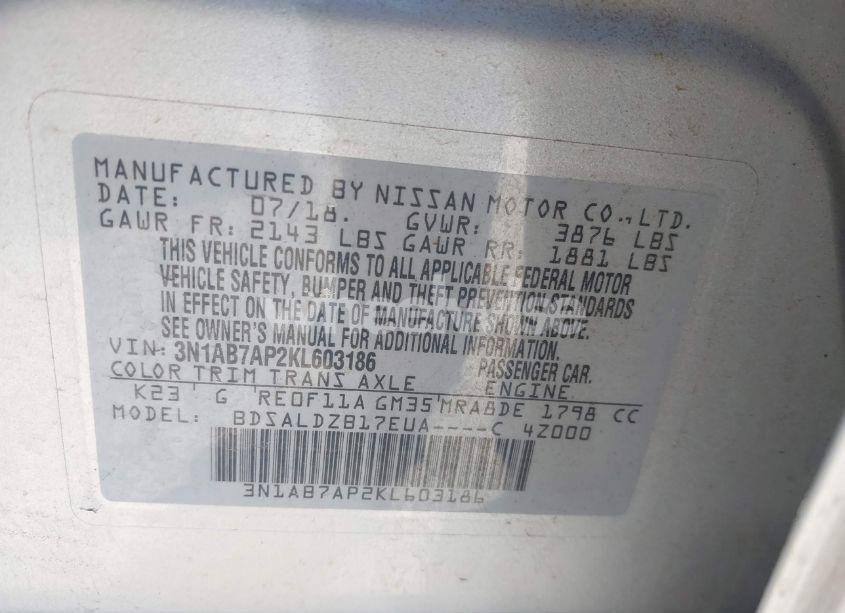 MANUFACTURED BY NISSAN MOTOR CO., LTD.
DATE: 07/18. GVWR: 3876 LBS
GAWR FR: 2143 LBS GAWR RR: 1881 LBS
THIS VEHICLE CONFORMS TO ALL APPLICABLE FEDERAL MOTOR
VEHICLE SAFETY, BUMPER AND THEFT PREVENTION STANDARDS
IN EFFECT ON THE DATE OF MANUFACTURE SHOWN ABOVE.
SEE OWNER'S MANUAL FOR ADDITIONAL INFORMATION.
VIN: 3N1AB7AP2KL603186 PASSENGER CAR.
COLOR TRIM TRANS AXLE ENGINE
K23 ' G 'RE0F11A GM35'MRA8DE 1798 CC
MODEL: BDSALDZB17EUA----C 4Z000
3N1AB7AP2KL603186